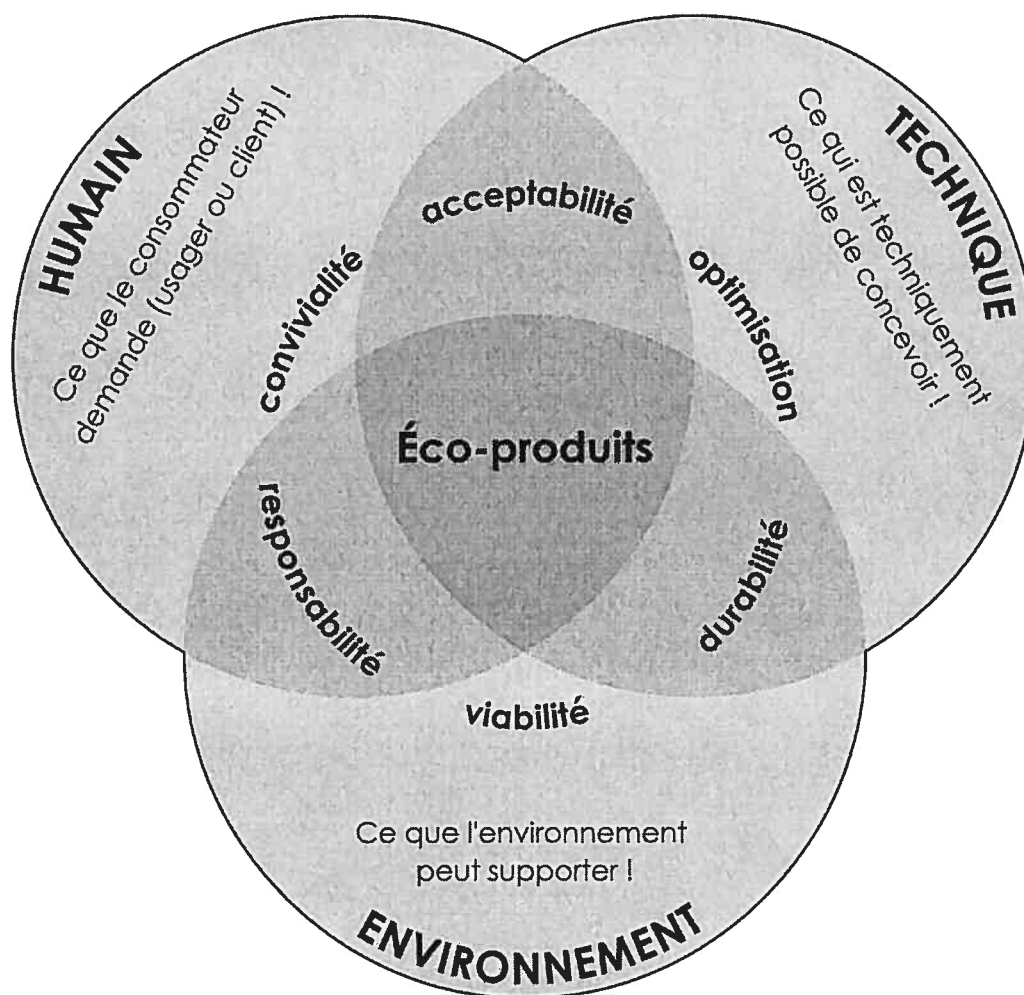 HUMAIN
Ce que le consommateur
demande (usager ou client) !
TECHNIQUE
Ce qui est techniquement
possible de concevoir !
acceptabilité
convivialité
optimisation
Éco-produits
responsabilité
durabilité
viabilité
Ce que l'environnement
peut supporter !
ENVIRONNEMENT